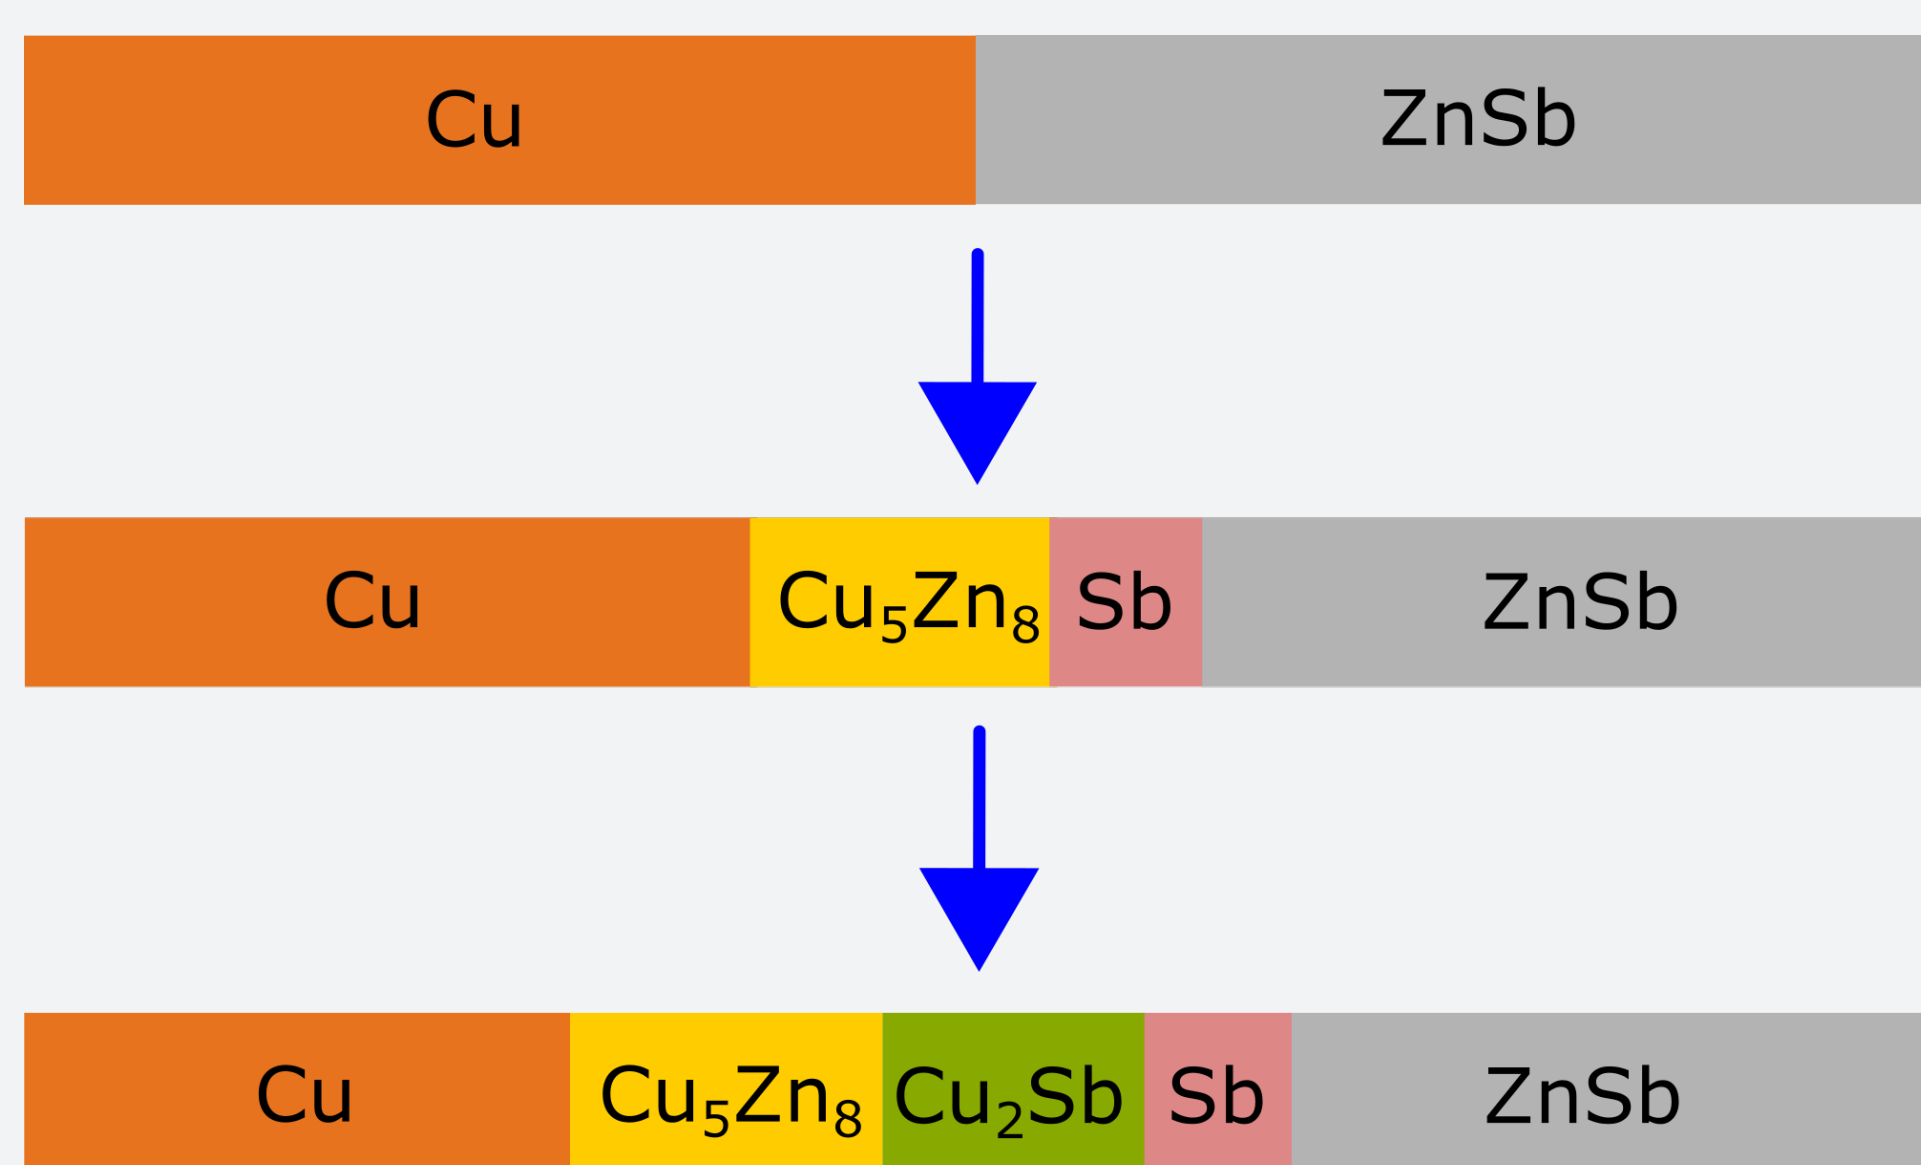 Cu ZnSb
Cu Cu₅Zn₈ Sb ZnSb
Cu Cu₅Zn₈ Cu₂Sb Sb ZnSb